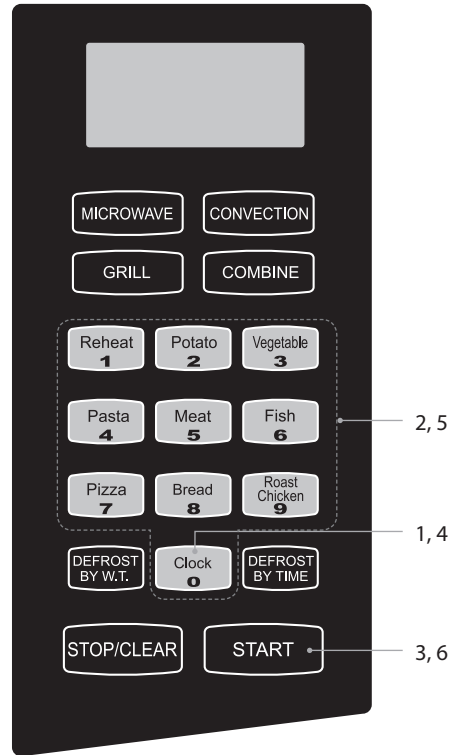 MICROWAVE CONVECTION
GRILL COMBINE
Reheat Potato Vegetable
1 2 3
Pasta Meat Fish
4 5 6
2, 5
Pizza Bread Roast
Chicken
7 8 9
1, 4
DEFROST
BY W.T.
Clock
0
DEFROST
BY TIME
STOP/CLEAR START
3, 6